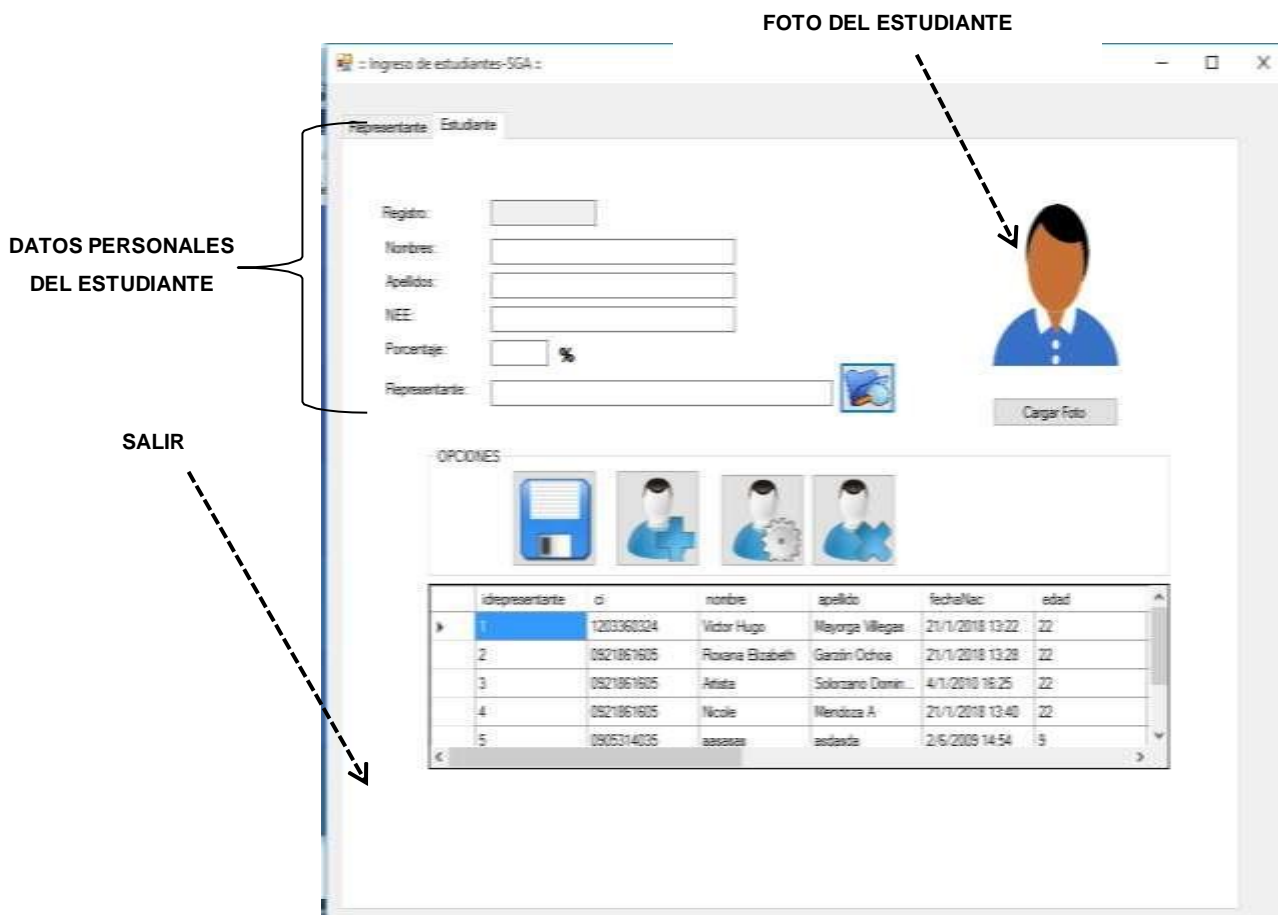 FOTO DEL ESTUDIANTE
:: Ingreso de estudiantes-SGA ::
Representante Estudiante
Registro:
DATOS PERSONALES
DEL ESTUDIANTE
Nombres:
Apellidos:
NEE:
Porcentaje: %
Representante:
Cargar Foto
SALIR
OPCIONES
idrepresentante ci nombre apellido fechaNac edad
1 1203360324 Victor Hugo Mayorga Villegas 21/1/2018 13:22 22
2 0921861605 Roxana Elizabeth Garzón Ochoa 21/1/2018 13:28 22
3 0921861605 Solorzano Domin... 4/1/2010 16:25 22
4 0921861605 Nicole Mendoza A 21/1/2018 13:40 22
5 0905314035 aasasas asdasda 2/6/2009 14:54 9